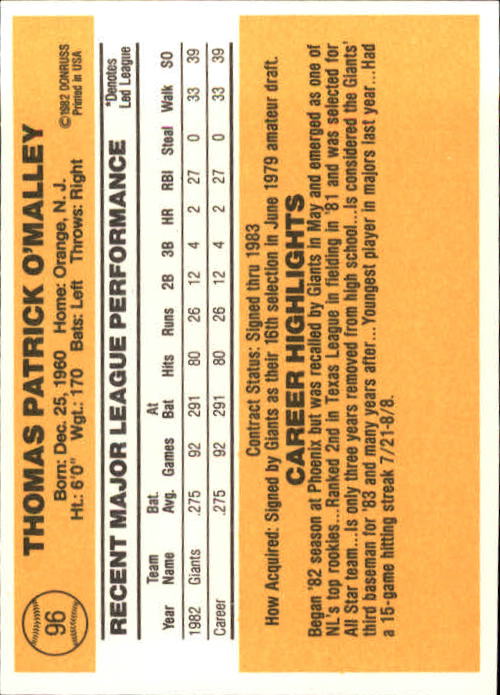 96
THOMAS PATRICK O'MALLEY
Born: Dec. 25, 1960 Home: Orange, N. J.
Ht.: 6'0" Wgt.: 170 Bats: Left Throws: Right
©1982 DONRUSS
Printed in USA
RECENT MAJOR LEAGUE PERFORMANCE
*Denotes
Led League
Team Bat. At
Year Name Avg. Games Bat Hits Runs 2B 3B HR RBI Steal Walk SO
1982 Giants .275 92 291 80 26 12 4 2 27 0 33 39
Career .275 92 291 80 26 12 4 2 27 0 33 39
Contract Status: Signed thru 1983
How Acquired: Signed by Giants as their 16th selection in June 1979 amateur draft.
CAREER HIGHLIGHTS
Began '82 season at Phoenix but was recalled by Giants in May and emerged as one of
NL's top rookies...Ranked 2nd in Texas League in fielding in '81 and was selected for
All Star team...Is only three years removed from high school...Is considered the Giants'
third baseman for '83 and many years after...Youngest player in majors last year...Had
a 15-game hitting streak 7/21-8/8.